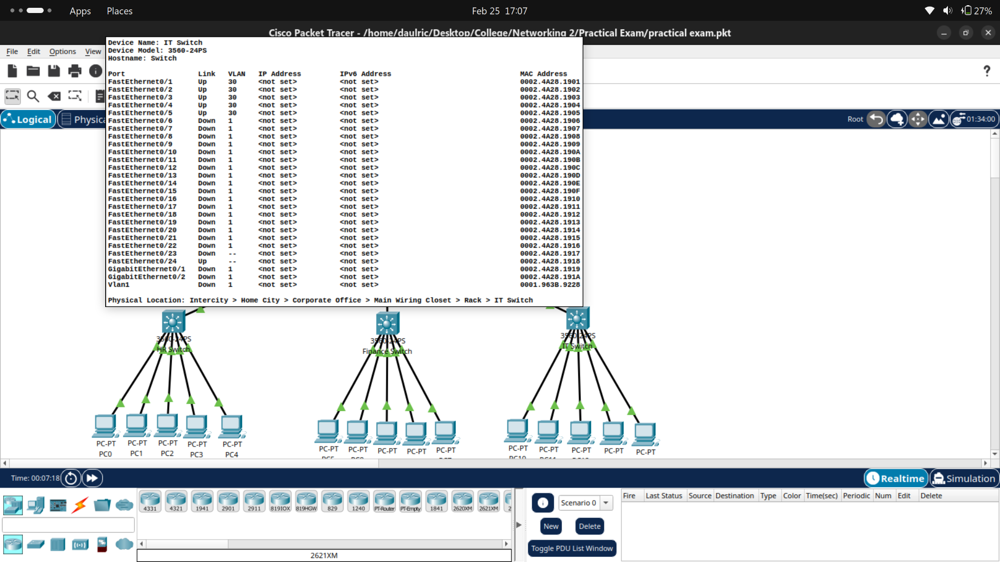 Apps Places Feb 25 17:07 27%
Cisco Packet Tracer - /home/daulric/Desktop/College/Networking 2/Practical Exam/practical exam.pkt
File Edit Options View
Device Name: IT Switch
Device Model: 3560-24PS
Hostname: Switch
Port Link VLAN IP Address IPv6 Address MAC Address
FastEthernet0/1 Up 30 <not set> <not set> 0002.4A28.1901
FastEthernet0/2 Up 30 <not set> <not set> 0002.4A28.1902
FastEthernet0/3 Up 30 <not set> <not set> 0002.4A28.1903
FastEthernet0/4 Up 30 <not set> <not set> 0002.4A28.1904
FastEthernet0/5 Up 30 <not set> <not set> 0002.4A28.1905
FastEthernet0/6 Down 1 <not set> <not set> 0002.4A28.1906
FastEthernet0/7 Down 1 <not set> <not set> 0002.4A28.1907
FastEthernet0/8 Down 1 <not set> <not set> 0002.4A28.1908
FastEthernet0/9 Down 1 <not set> <not set> 0002.4A28.1909
FastEthernet0/10 Down 1 <not set> <not set> 0002.4A28.190A
FastEthernet0/11 Down 1 <not set> <not set> 0002.4A28.190B
FastEthernet0/12 Down 1 <not set> <not set> 0002.4A28.190C
FastEthernet0/13 Down 1 <not set> <not set> 0002.4A28.190D
FastEthernet0/14 Down 1 <not set> <not set> 0002.4A28.190E
FastEthernet0/15 Down 1 <not set> <not set> 0002.4A28.190F
FastEthernet0/16 Down 1 <not set> <not set> 0002.4A28.1910
FastEthernet0/17 Down 1 <not set> <not set> 0002.4A28.1911
FastEthernet0/18 Down 1 <not set> <not set> 0002.4A28.1912
FastEthernet0/19 Down 1 <not set> <not set> 0002.4A28.1913
FastEthernet0/20 Down 1 <not set> <not set> 0002.4A28.1914
FastEthernet0/21 Down 1 <not set> <not set> 0002.4A28.1915
FastEthernet0/22 Down 1 <not set> <not set> 0002.4A28.1916
FastEthernet0/23 Down -- <not set> <not set> 0002.4A28.1917
FastEthernet0/24 Up -- <not set> <not set> 0002.4A28.1918
GigabitEthernet0/1 Down 1 <not set> <not set> 0002.4A28.1919
GigabitEthernet0/2 Down 1 <not set> <not set> 0002.4A28.191A
Vlan1 Down 1 <not set> <not set> 0001.963B.9228
Physical Location: Intercity > Home City > Corporate Office > Main Wiring Closet > Rack > IT Switch
Logical Physica Root 01:34:00
3560-24PS
HR Switch
3560-24PS
Finance Switch
3560-24PS
IT Switch
PC-PT PC-PT PC-PT PC-PT PC-PT
PC0 PC1 PC2 PC3 PC4
PC-PT PC-PT PC-PT PC-PT PC-PT
PC-PT PC-PT PC-PT PC-PT PC-PT
PC10 PC11
Time: 00:07:18 Realtime Simulation
4331 4321 1941 2901 2911 819IOX 819HGW 829 1240 PT-Router PT-Empty 1841 2620XM 2621XM 2
2621XM
Scenario 0
New Delete
Toggle PDU List Window
Fire Last Status Source Destination Type Color Time(sec) Periodic Num Edit Delete